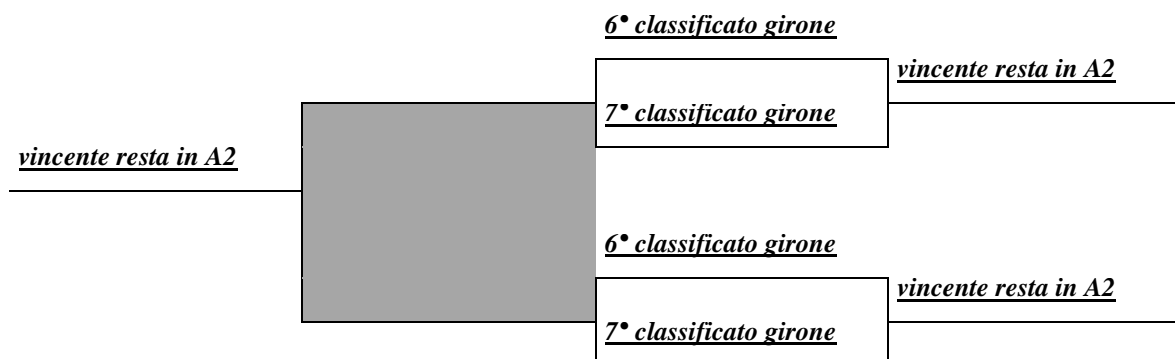 6° classificato girone
vincente resta in A2
7° classificato girone
vincente resta in A2
6° classificato girone
vincente resta in A2
7° classificato girone